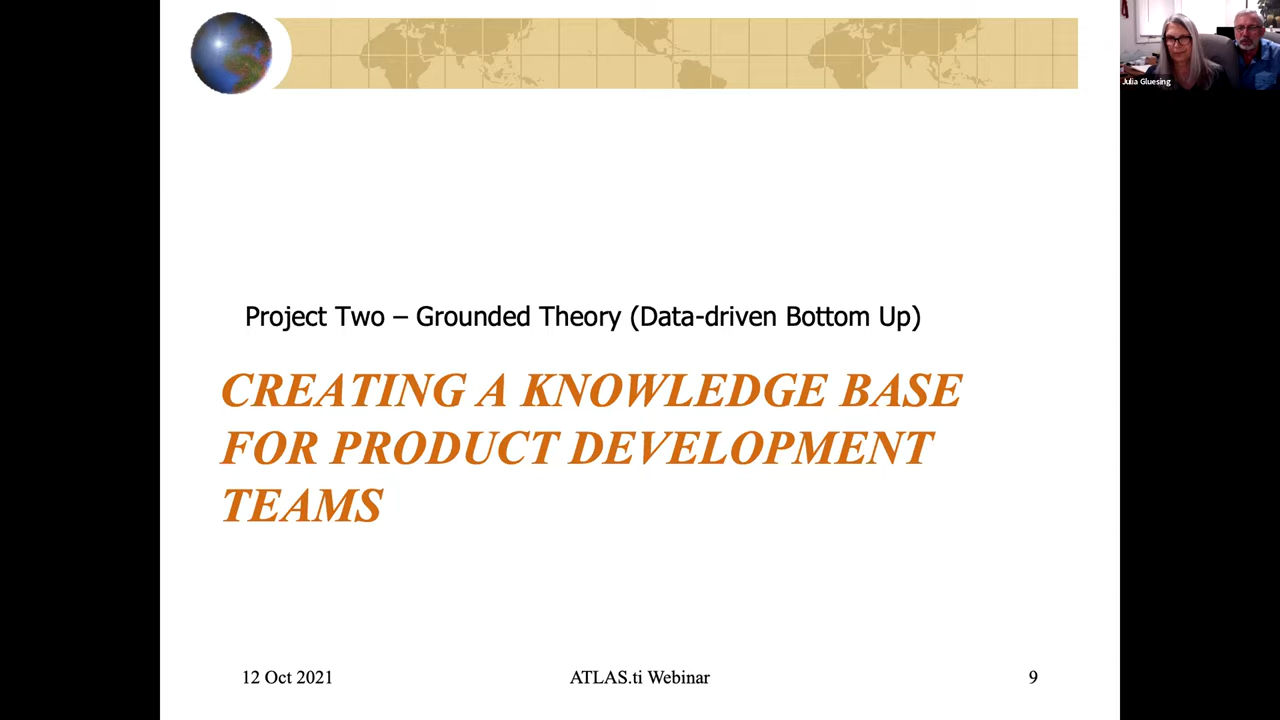 Julia Gluesing
Project Two – Grounded Theory (Data-driven Bottom Up)
CREATING A KNOWLEDGE BASE
FOR PRODUCT DEVELOPMENT
TEAMS
12 Oct 2021
ATLAS.ti Webinar
9